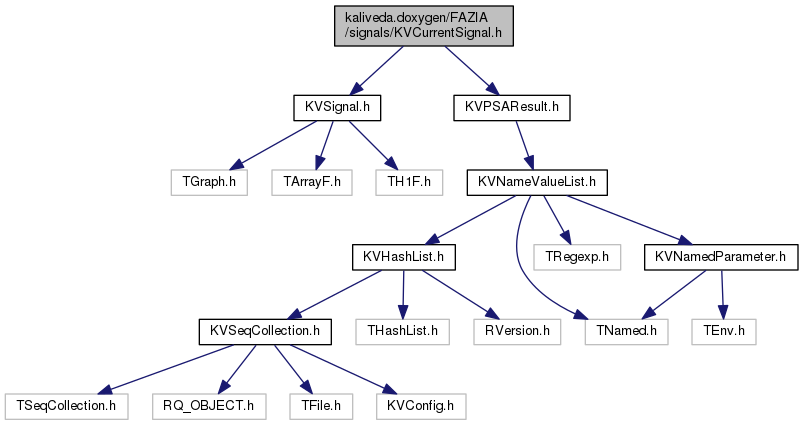 kaliveda.doxygen/FAZIA
/signals/KVCurrentSignal.h
KVSignal.h
KVPSAResult.h
TGraph.h
TArrayF.h
TH1F.h
KVNameValueList.h
KVHashList.h
TRegexp.h
KVNamedParameter.h
KVSeqCollection.h
THashList.h
RVersion.h
TNamed.h
TEnv.h
TSeqCollection.h
RQ_OBJECT.h
TFile.h
KVConfig.h